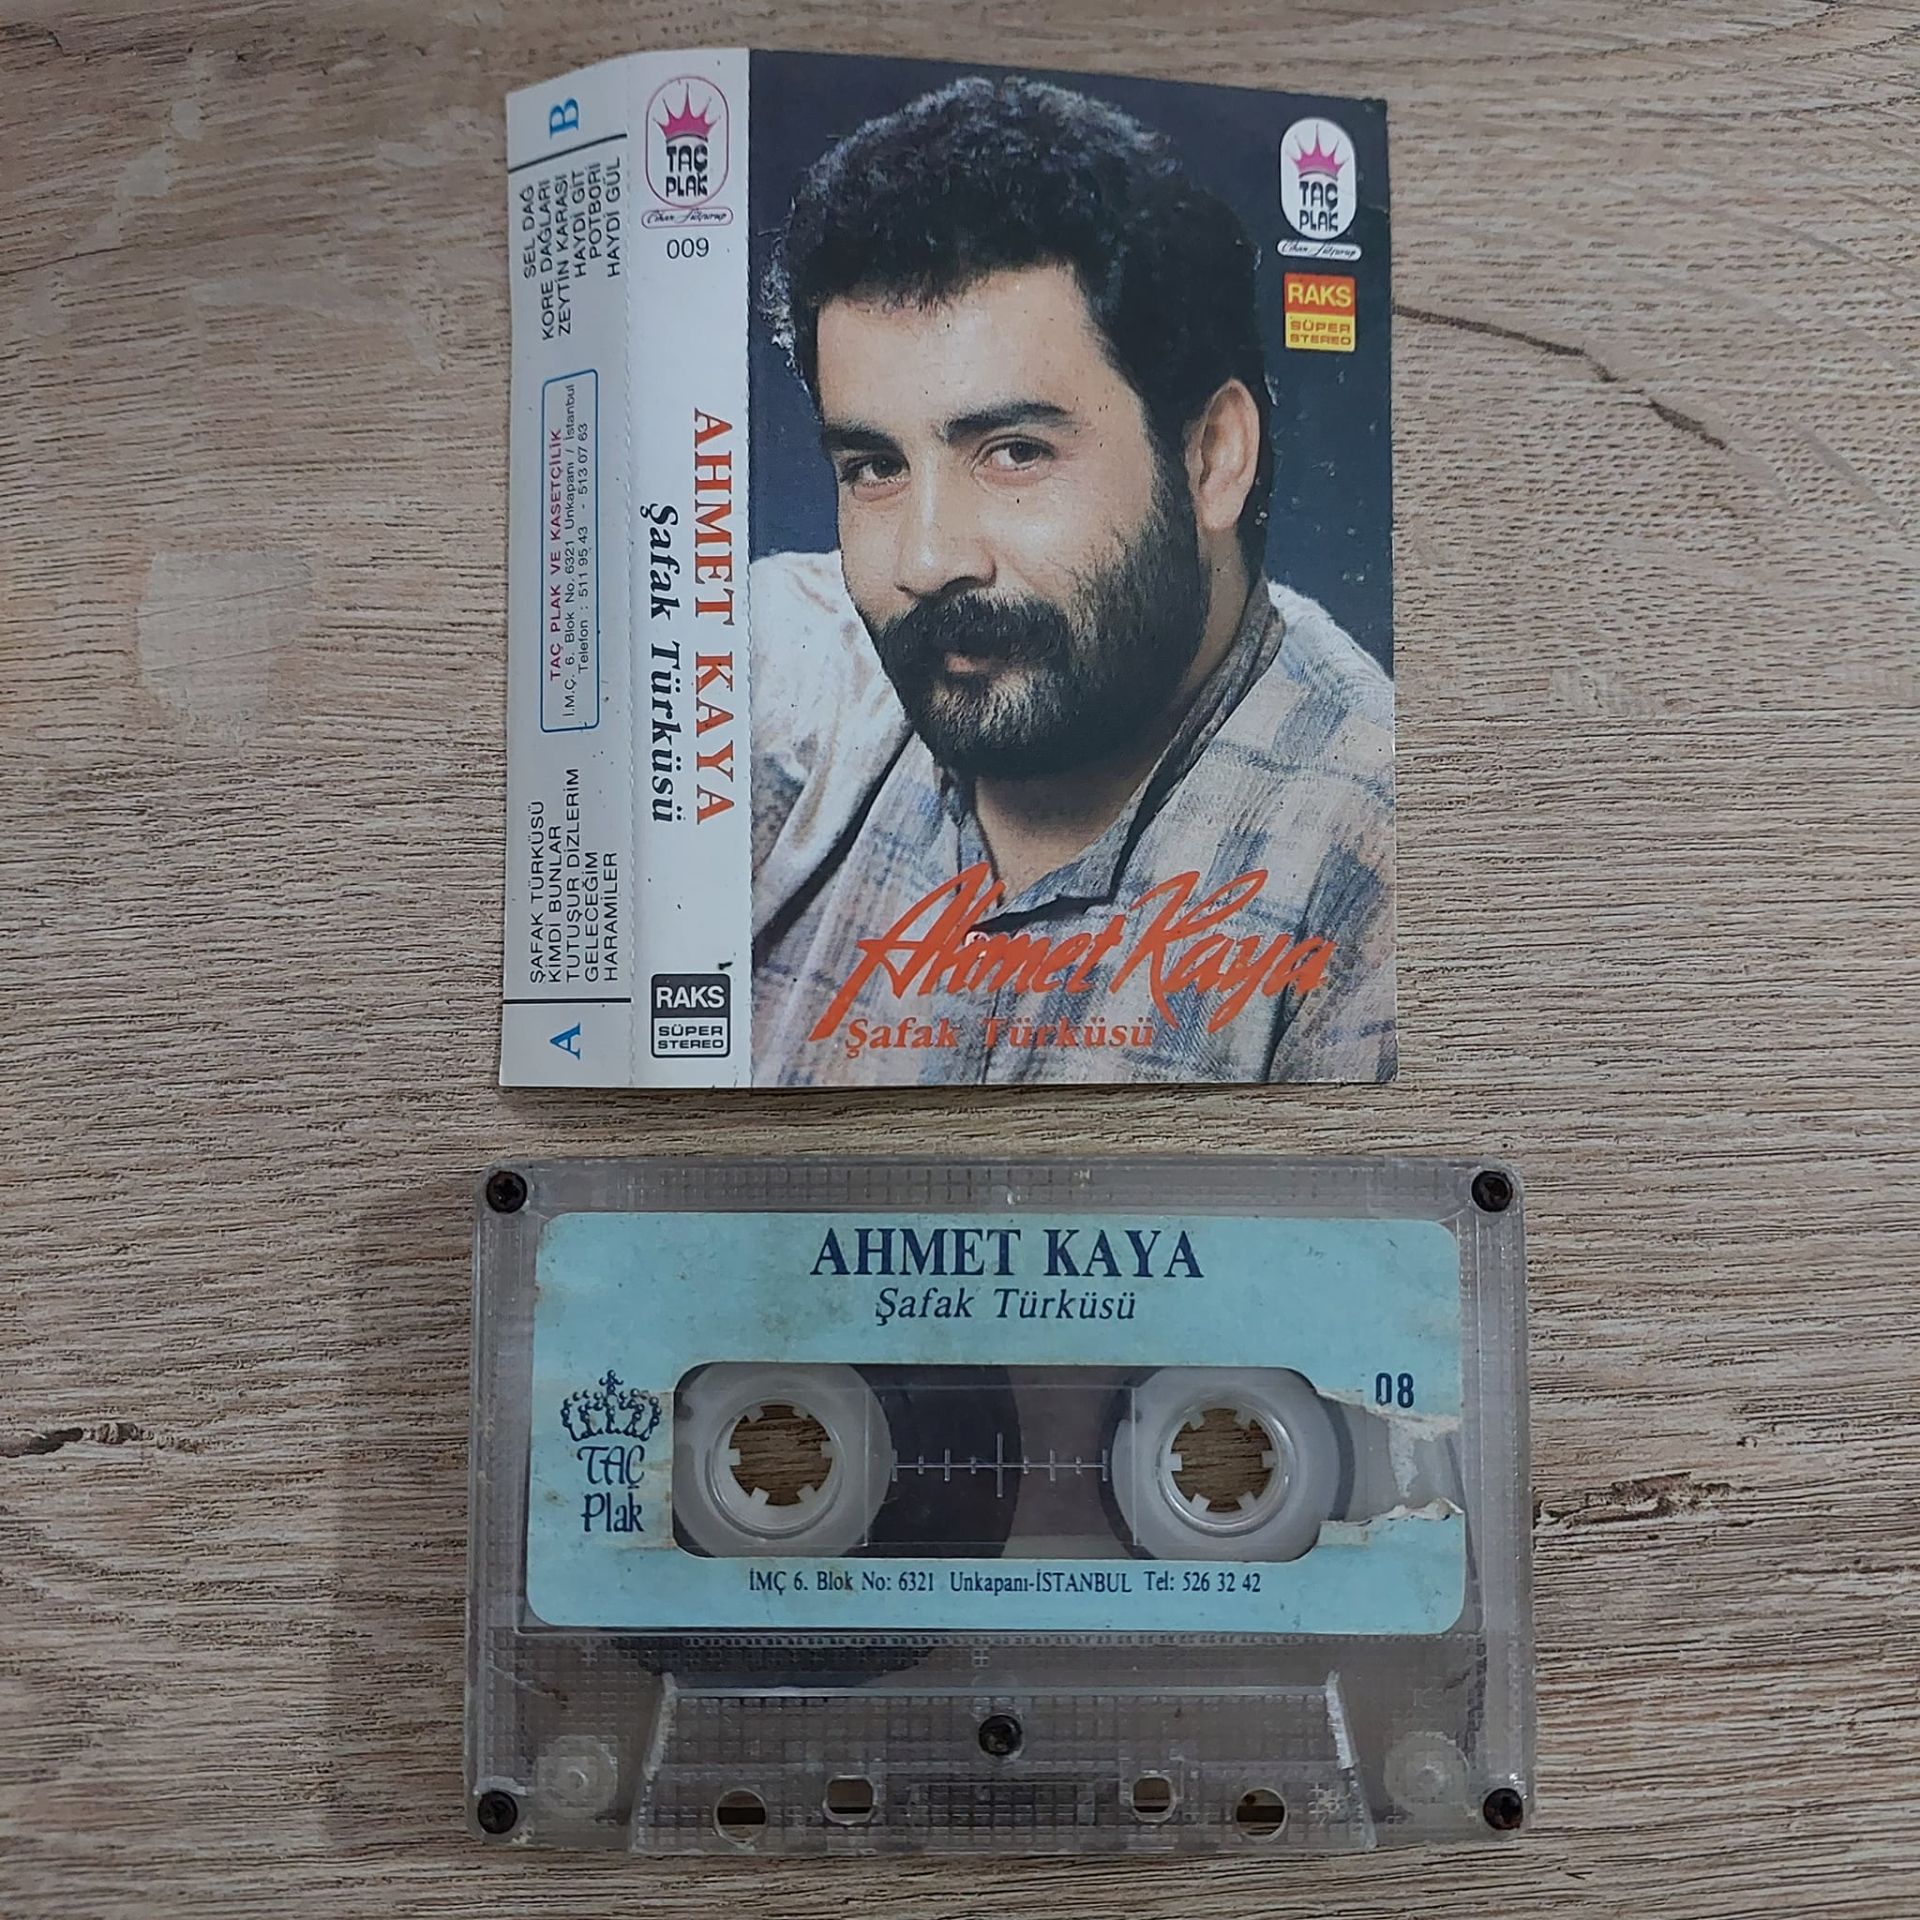 B
SEL DAĞ
KORE DAĞLARI
ZEYTİN KARASI
HAYDİ GİT
POTBORİ
HAYDİ GÜL
TAÇ PLAK VE KASETÇİLİK
İ.M.Ç. 6. Blok No. 6321 Unkapanı / İstanbul
Telefon : 511 95 43 - 513 07 63
ŞAFAK TÜRKÜSÜ
KİMDİ BUNLAR
TUTUŞUR DİZLERİM
GELECEĞİM
HARAMİLER
A
TAÇ
PLAK
009
AHMET KAYA
Şafak Türküsü
RAKS
SÜPER
STEREO
TAÇ
PLAK
RAKS
SÜPER
STEREO
Ahmet Kaya
Şafak Türküsü
AHMET KAYA
Şafak Türküsü
08
TAÇ
Plak
İMÇ 6. Blok No: 6321 Unkapanı-İSTANBUL Tel: 526 32 42